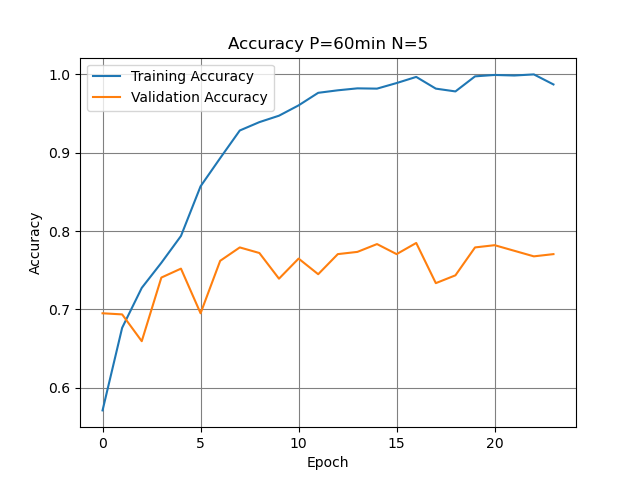 Accuracy P=60min N=5
Training Accuracy
Validation Accuracy
1.0
0.9
0.8
0.7
0.6
Accuracy
0 5 10 15 20
Epoch